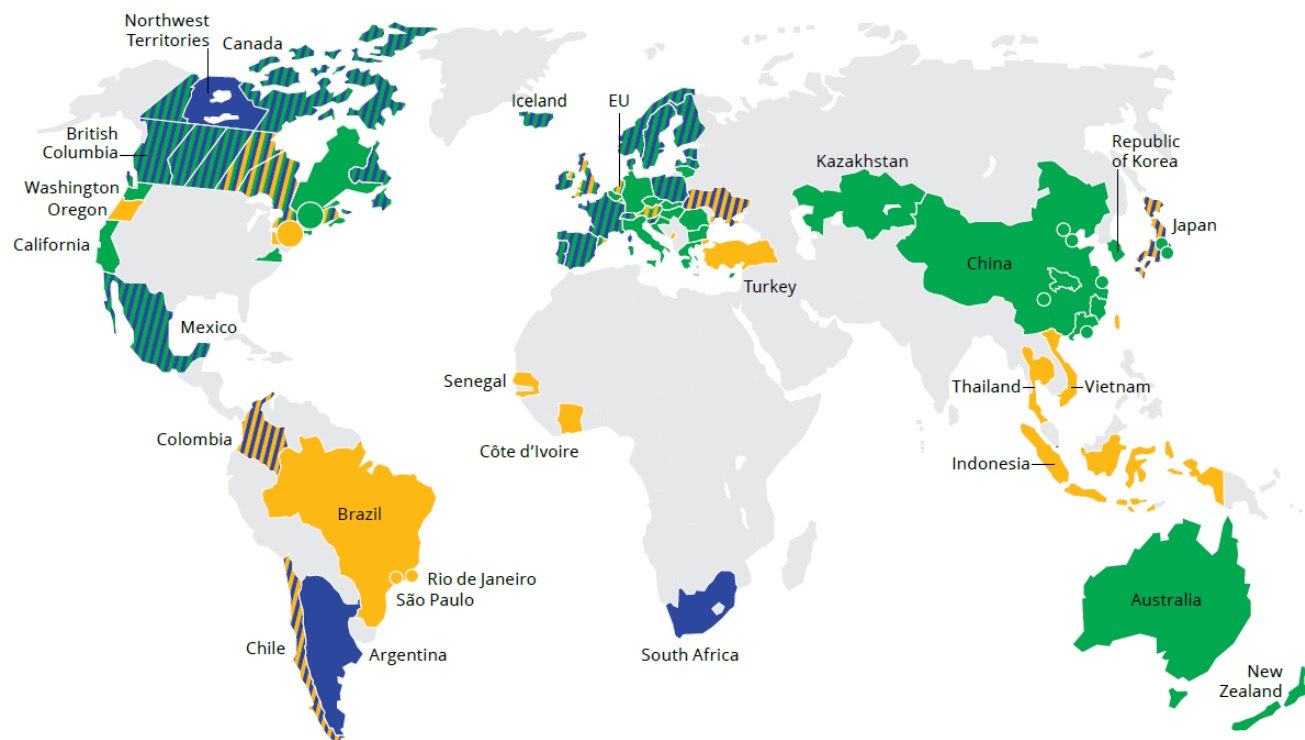 Northwest
Territories
Canada
British
Columbia
Washington
Oregon
California
Mexico
Iceland
EU
Kazakhstan
Republic
of Korea
Japan
China
Turkey
Senegal
Côte d’Ivoire
Thailand
Vietnam
Indonesia
Colombia
Brazil
Rio de Janeiro
São Paulo
Chile
Argentina
South Africa
Australia
New
Zealand